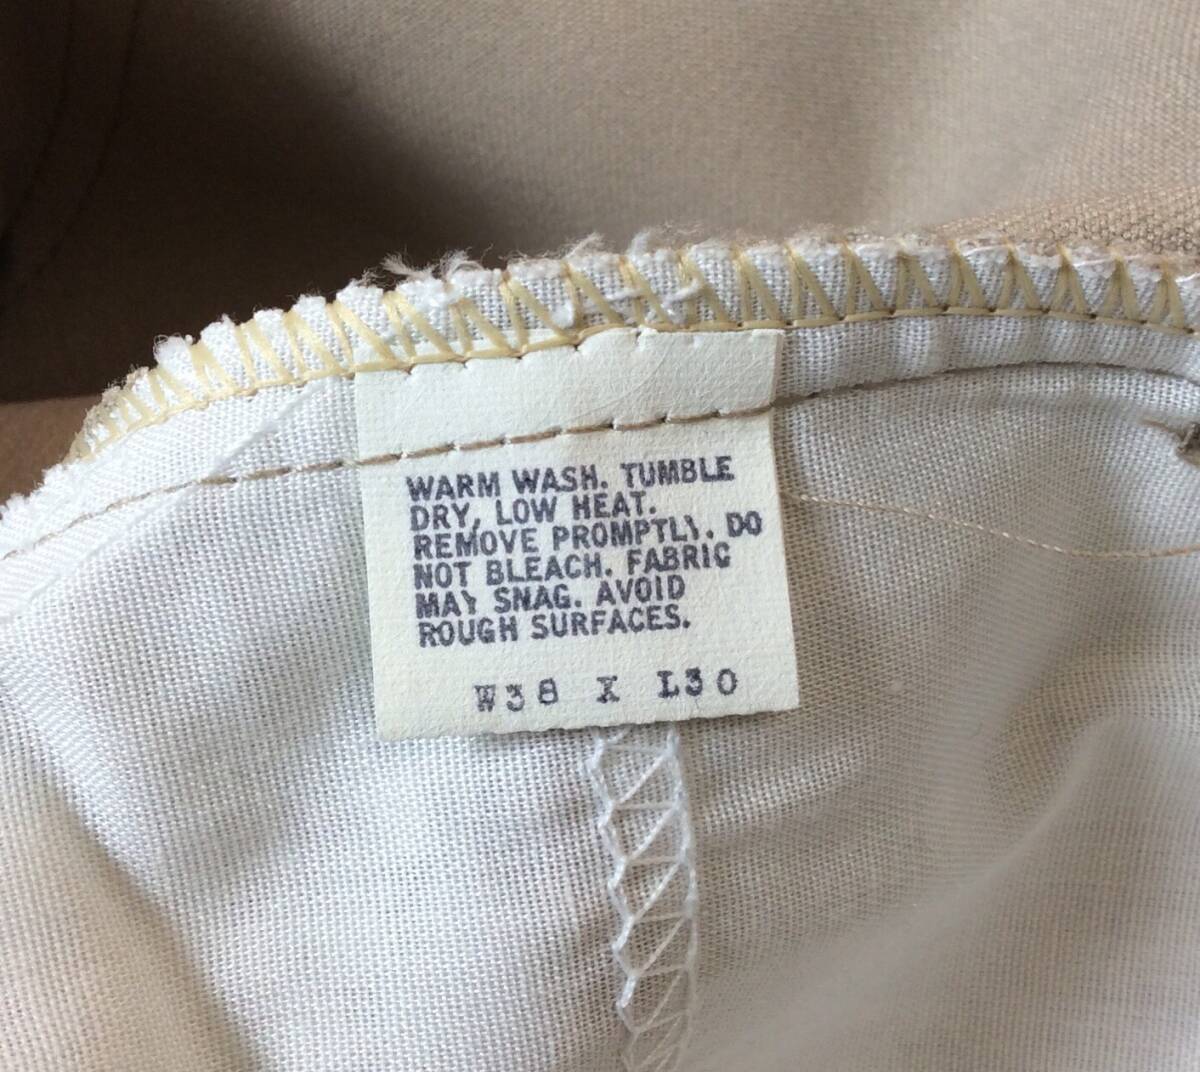 WARM WASH. TUMBLE
DRY, LOW HEAT.
REMOVE PROMPTLY. DO
NOT BLEACH. FABRIC
MAY SNAG. AVOID
ROUGH SURFACES.
W38 X L30